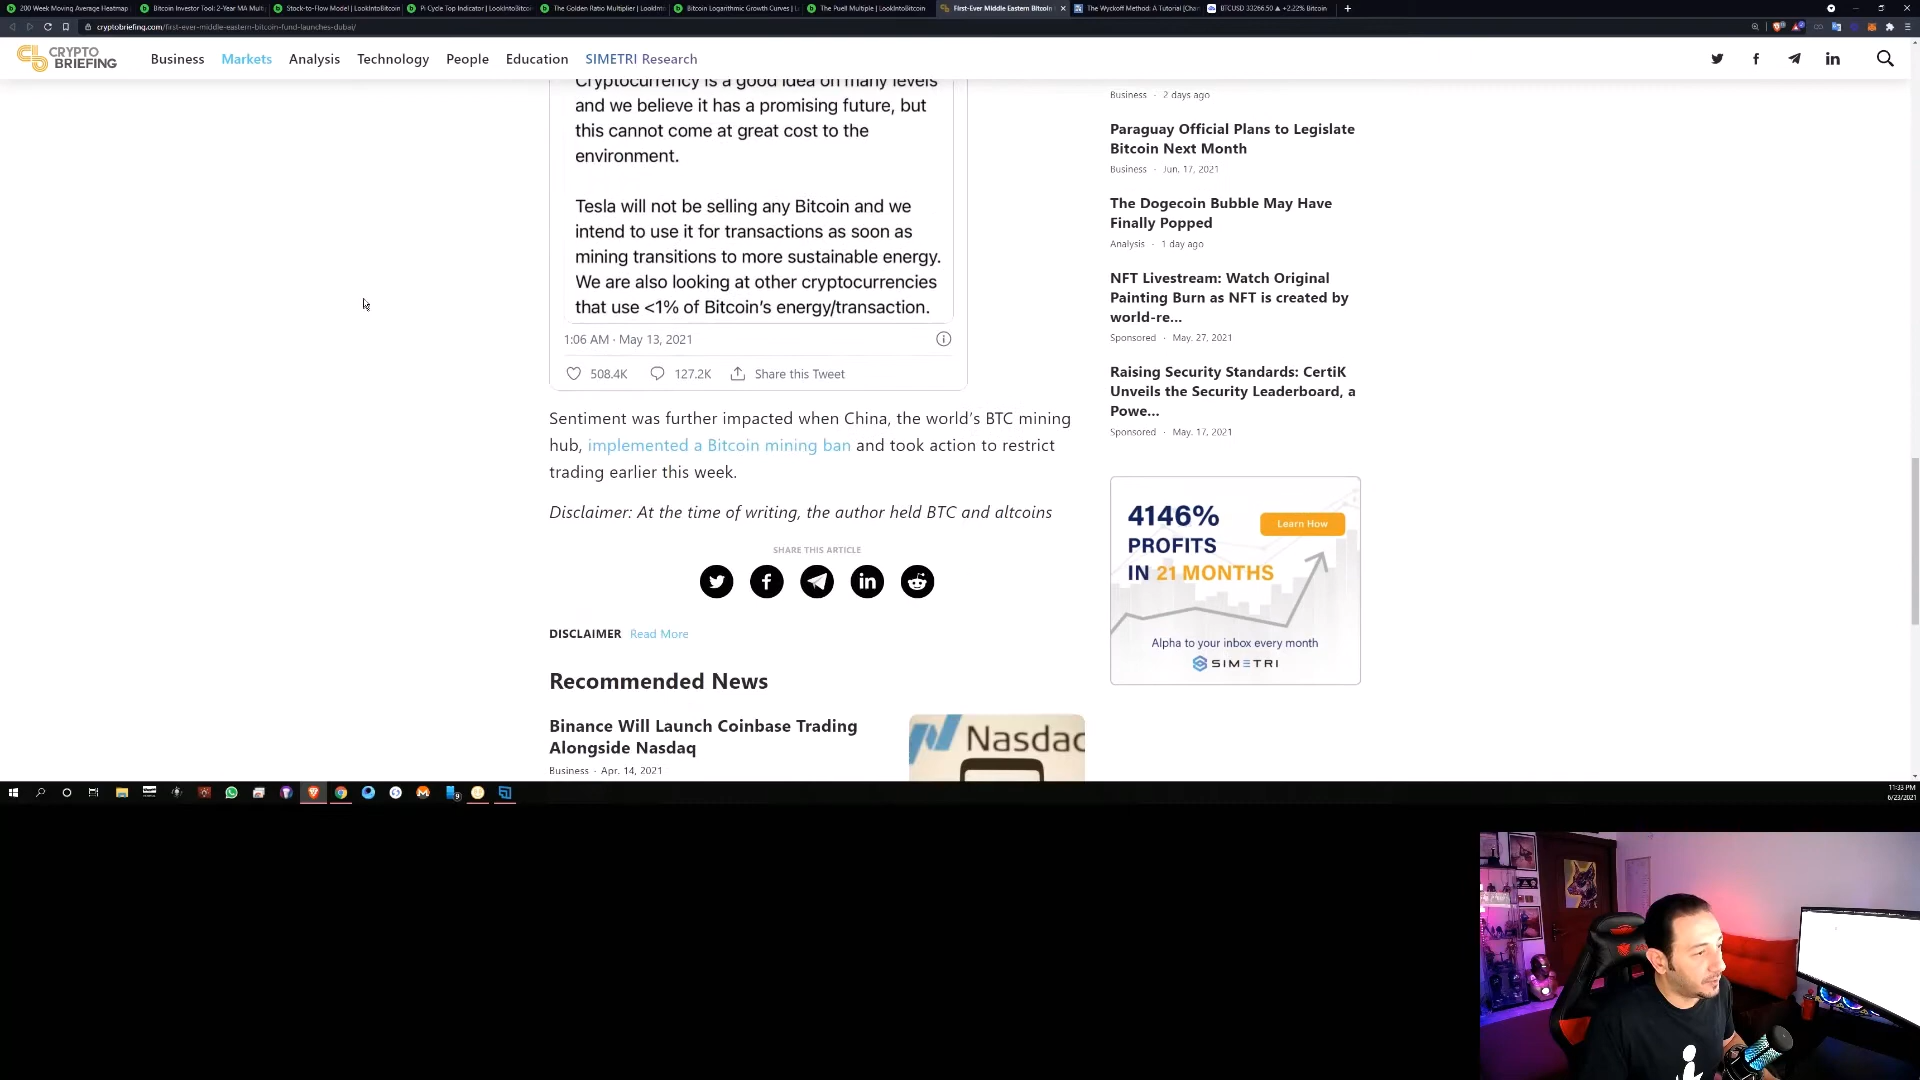 200 Week Moving Average Heatmap
Bitcoin Investor Tool: 2-Year MA Mult
Stock-to-Flow Model | LookIntoBitcoin
Pi Cycle Top Indicator | LookIntoBitcoin
The Golden Ratio Multiplier | LookInto
Bitcoin Logarithmic Growth Curves | L
The Puell Multiple | LookIntoBitcoin
First-Ever Middle Eastern Bitcoin
The Wyckoff Method: A Tutorial [Char
BTCUSD 33266.50 ▲ +2.22% Bitcoin
cryptobriefing.com/first-ever-middle-eastern-bitcoin-fund-launches-dubai/
CRYPTO
BRIEFING
Business
Markets
Analysis
Technology
People
Education
SIMETRI Research
Cryptocurrency is a good idea on many levels
and we believe it has a promising future, but
this cannot come at great cost to the
environment.
Tesla will not be selling any Bitcoin and we
intend to use it for transactions as soon as
mining transitions to more sustainable energy.
We are also looking at other cryptocurrencies
that use <1% of Bitcoin's energy/transaction.
1:06 AM · May 13, 2021
508.4K
127.2K
Share this Tweet
Sentiment was further impacted when China, the world's BTC mining
hub, implemented a Bitcoin mining ban and took action to restrict
trading earlier this week.
Disclaimer: At the time of writing, the author held BTC and altcoins
SHARE THIS ARTICLE
DISCLAIMER Read More
Recommended News
Binance Will Launch Coinbase Trading
Alongside Nasdaq
Business · Apr. 14, 2021
Nasdac
Business · 2 days ago
Paraguay Official Plans to Legislate
Bitcoin Next Month
Business · Jun. 17, 2021
The Dogecoin Bubble May Have
Finally Popped
Analysis · 1 day ago
NFT Livestream: Watch Original
Painting Burn as NFT is created by
world-re...
Sponsored · May. 27, 2021
Raising Security Standards: CertiK
Unveils the Security Leaderboard, a
Powe...
Sponsored · May. 17, 2021
4146%
PROFITS
IN 21 MONTHS
Learn How
Alpha to your inbox every month
SIMETRI
11:33 PM
6/23/2021